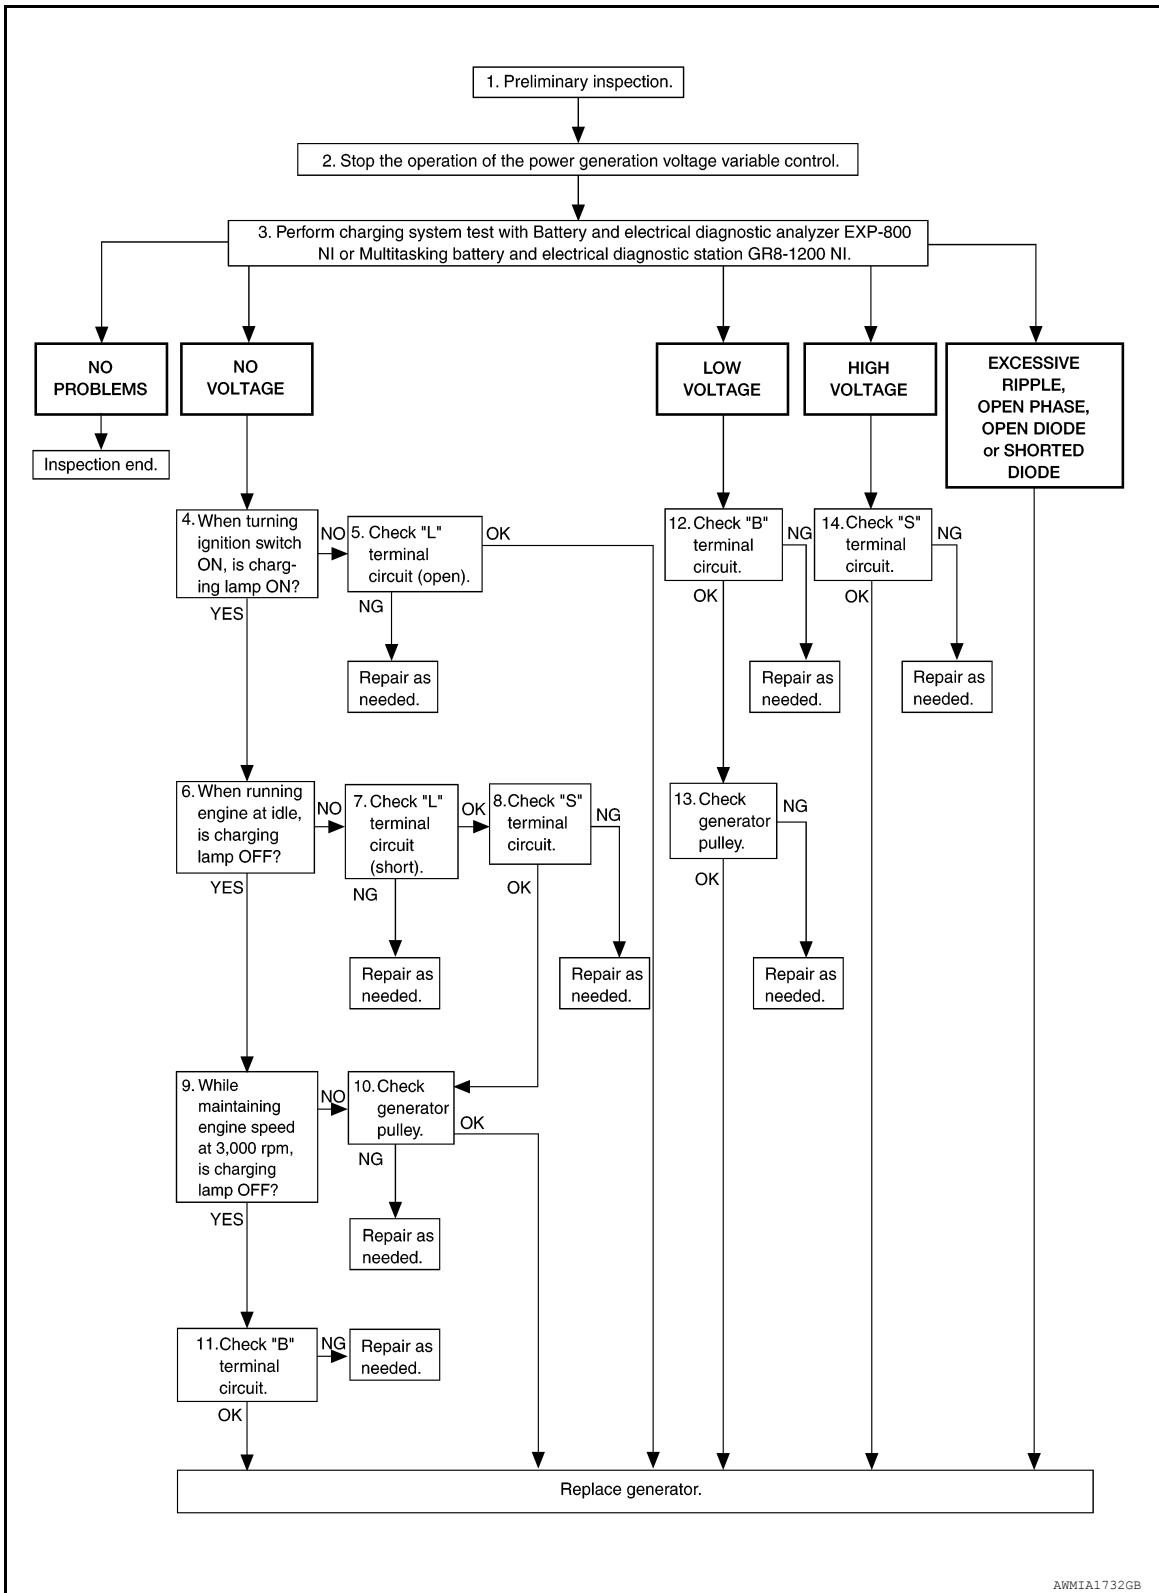 1. Preliminary inspection.
2. Stop the operation of the power generation voltage variable control.
3. Perform charging system test with Battery and electrical diagnostic analyzer EXP-800
NI or Multitasking battery and electrical diagnostic station GR8-1200 NI.
NO
PROBLEMS
NO
VOLTAGE
LOW
VOLTAGE
HIGH
VOLTAGE
EXCESSIVE
RIPPLE,
OPEN PHASE,
OPEN DIODE
or SHORTED
DIODE
Inspection end.
4. When turning
ignition switch
ON, is charg-
ing lamp ON?
NO
YES
5. Check "L"
terminal
circuit (open).
OK
NG
Repair as
needed.
12. Check "B"
terminal
circuit.
NG
OK
Repair as
needed.
14. Check "S"
terminal
circuit.
NG
OK
Repair as
needed.
6. When running
engine at idle,
is charging
lamp OFF?
NO
YES
7. Check "L"
terminal
circuit
(short).
OK
NG
Repair as
needed.
8. Check "S"
terminal
circuit.
NG
OK
Repair as
needed.
13. Check
generator
pulley.
NG
OK
Repair as
needed.
9. While
maintaining
engine speed
at 3,000 rpm,
is charging
lamp OFF?
NO
YES
10. Check
generator
pulley.
OK
NG
Repair as
needed.
11. Check "B"
terminal
circuit.
NG
OK
Repair as
needed.
Replace generator.
AWMIA1732GB